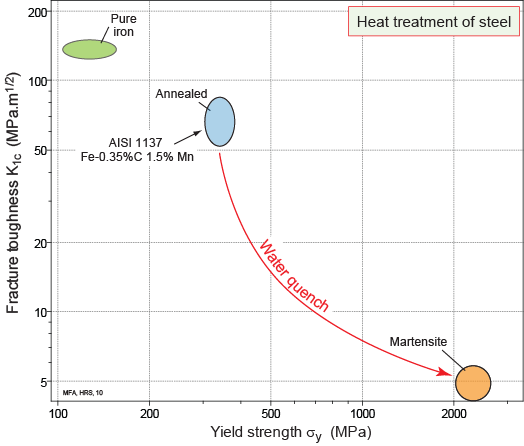 Heat treatment of steel
Pure
iron
Annealed
AISI 1137
Fe-0.35%C 1.5% Mn
Water quench
Martensite
MFA, HRS, 10
Fracture toughness K1c (MPa.m1/2)
200
100
50
20
10
5
100
200
500
1000
2000
Yield strength σy (MPa)